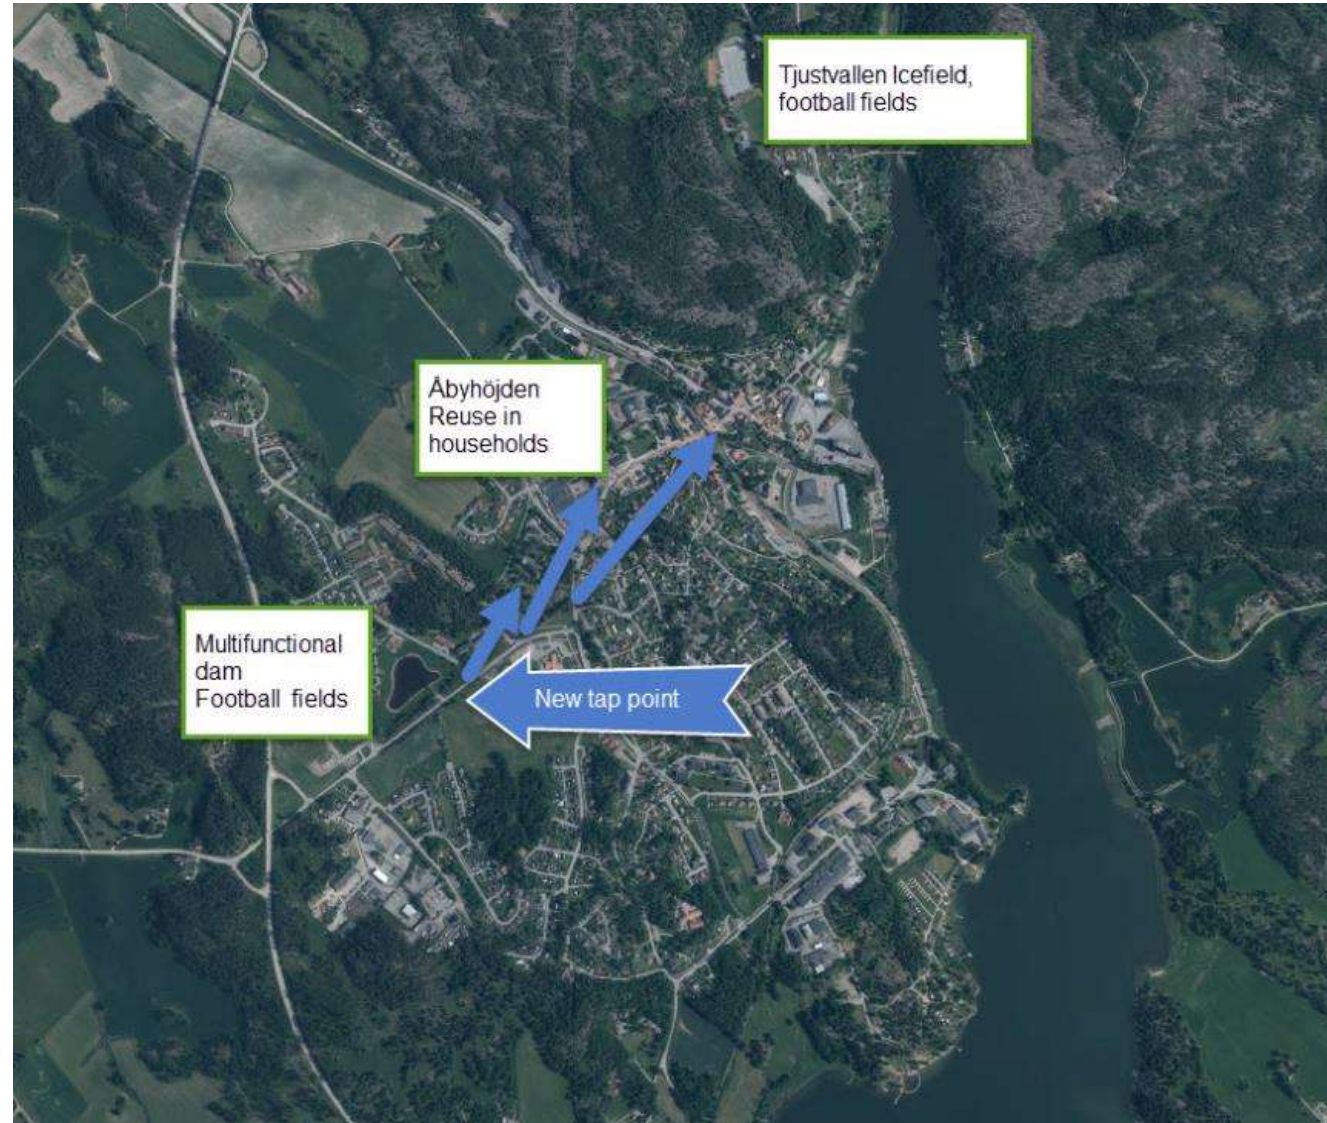 Tjustvallen Icefield,
football fields
Åbyhöjden
Reuse in
households
Multifunctional
dam
Football fields
New tap point